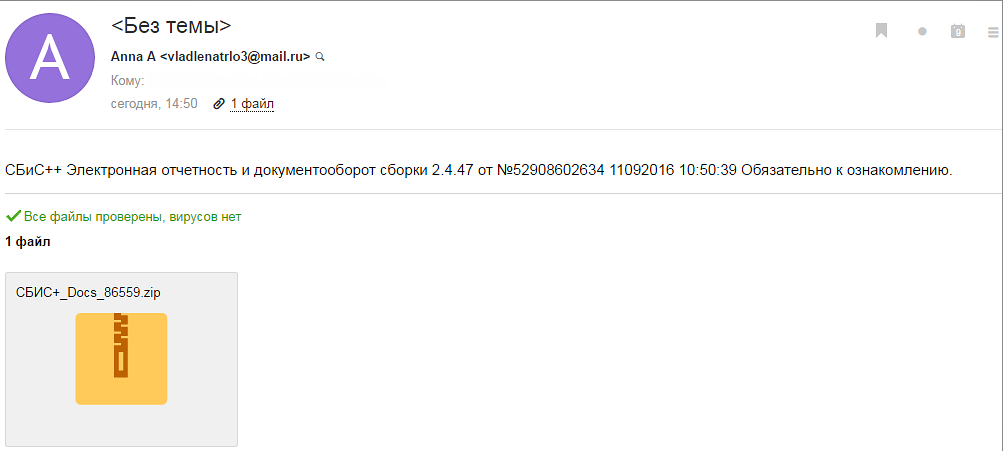 A
<Без темы>
Anna A <vladlenatrlo3@mail.ru>
9
Кому:
сегодня, 14:50 1 файл
СБиС++ Электронная отчетность и документооборот сборки 2.4.47 от №52908602634 11092016 10:50:39 Обязательно к ознакомлению.
Все файлы проверены, вирусов нет
1 файл
СБИС+_Docs_86559.zip